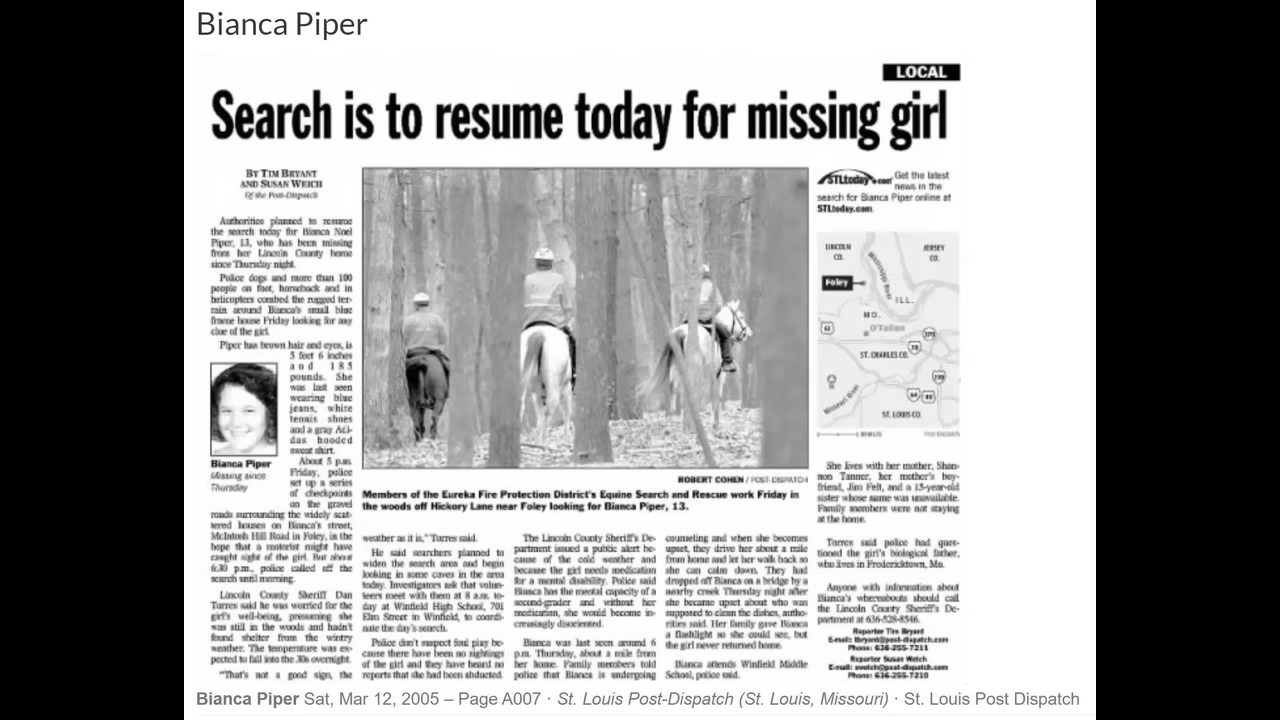 Bianca Piper
LOCAL
Search is to resume today for missing girl
BY TIM BRYANT
AND SUSAN WEICH
Of the Post-Dispatch
Authorities planned to resume
the search today for Bianca Noel
Piper, 13, who has been missing
from her Lincoln County home
since Thursday night.
Police dogs and more than 100
people on foot, horseback and in
helicopters combed the rugged ter-
rain around Bianca's small blue
frame house Friday looking for any
clue of the girl.
Piper has brown hair and eyes, is
5 feet 6 inches
and 185
pounds. She
was last seen
wearing blue
jeans, white
tennis shoes
and a gray Adi-
das hooded
sweat shirt.
Bianca Piper
Missing since
Thursday
About 5 p.m.
Friday, police
set up a series
of checkpoints
on the gravel
roads surrounding the widely scat-
tered houses on Bianca's street,
McIntosh Hill Road in Foley, in the
hope that a motorist might have
caught sight of the girl. But about
6:30 p.m., police called off the
search until morning.
Lincoln County Sheriff Dan
Torres said he was worried for the
girl's well-being, presuming she
was still in the woods and hadn't
found shelter from the wintry
weather. The temperature was ex-
pected to fall into the 30s overnight.
"That's not a good sign, the
ROBERT COHEN / POST-DISPATCH
Members of the Eureka Fire Protection District's Equine Search and Rescue work Friday in
the woods off Hickory Lane near Foley looking for Bianca Piper, 13.
weather as it is," Torres said.
He said searchers planned to
widen the search area and begin
looking in some caves in the area
today. Investigators ask that volun-
teers meet with them at 8 a.m. to-
day at Winfield High School, 701
Elm Street in Winfield, to coordi-
nate the day's search.
Police don't suspect foul play be-
cause there have been no sightings
of the girl and they have heard no
reports that she had been abducted.
The Lincoln County Sheriff's De-
partment issued a public alert be-
cause of the cold weather and
because the girl needs medication
for a mental disability. Police said
Bianca has the mental capacity of a
second-grader and without her
medication, she would become in-
creasingly disoriented.
Bianca was last seen around 6
p.m. Thursday, about a mile from
her home. Family members told
police that Bianca is undergoing
counseling and when she becomes
upset, they drive her about a mile
from home and let her walk back so
she can calm down. They had
dropped off Bianca on a bridge by a
nearby creek Thursday night after
she became upset about who was
supposed to clean the dishes, autho-
rities said. Her family gave Bianca
a flashlight so she could see, but
the girl never returned home.
Bianca attends Winfield Middle
School, police said.
STLtoday.com Get the latest
news in the
search for Bianca Piper online at
STLtoday.com.
LINCOLN
CO.
JERSEY
CO.
Mississippi River
Foley
ILL.
MO.
O'Fallon
ST. CHARLES CO.
Missouri River
ST. LOUIS CO.
POST-DISPATCH
She lives with her mother, Shan-
non Tanner, her mother's boy-
friend, Jim Felt, and a 15-year-old
sister whose name was unavailable.
Family members were not staying
at the home.
Torres said police had ques-
tioned the girl's biological father,
who lives in Fredericktown, Mo.
Anyone with information about
Bianca's whereabouts should call
the Lincoln County Sheriff's De-
partment at 636-528-8546.
Reporter Tim Bryant
E-mail: tbryant@post-dispatch.com
Phone: 636-255-7211
Reporter Susan Weich
E-mail: sweich@post-dispatch.com
Phone: 636-255-7210
Bianca Piper Sat, Mar 12, 2005 – Page A007 · St. Louis Post-Dispatch (St. Louis, Missouri) · St. Louis Post Dispatch